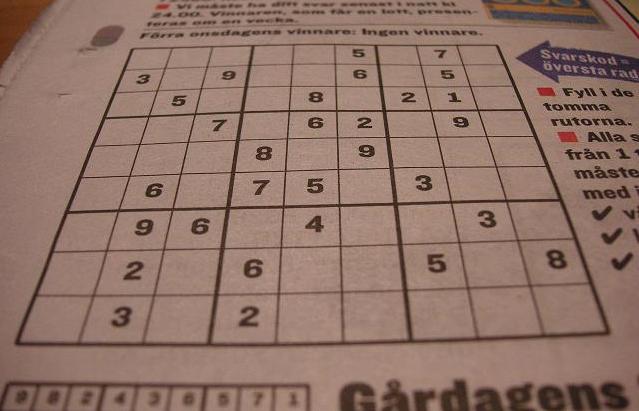 Vi måste ha ditt svar senast i natt kl
24.00. Vinnaren, som får en lott, presen-
teras om en vecka.
Förra onsdagens vinnare: Ingen vinnare.
5 7
3 9 6 5
5 8 2 1
7 6 2 9
8 9
6 7 5 3
9 6 4 3
2 6 5 8
3 2
Svarskod =
översta rad
Fyll i de
tomma
rutorna.
Alla s
från 1 t
måste
med i
9 8 2 4 3 6 5 7 1
Gårdagens